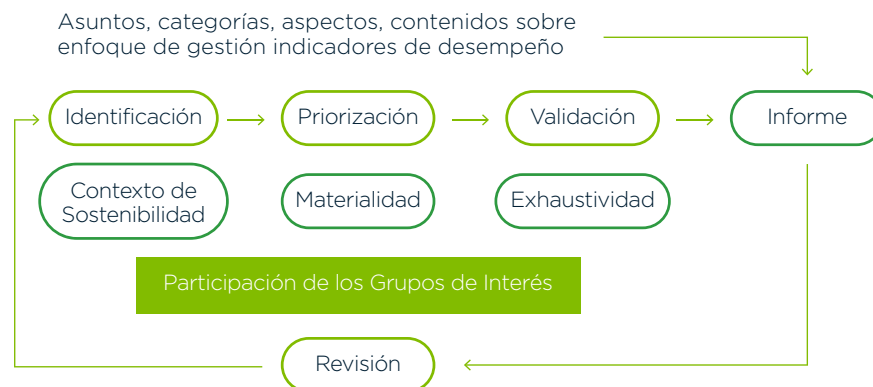 Asuntos, categorías, aspectos, contenidos sobre
enfoque de gestión indicadores de desempeño
Identificación
Priorización
Validación
Informe
Contexto de
Sostenibilidad
Materialidad
Exhaustividad
Participación de los Grupos de Interés
Revisión